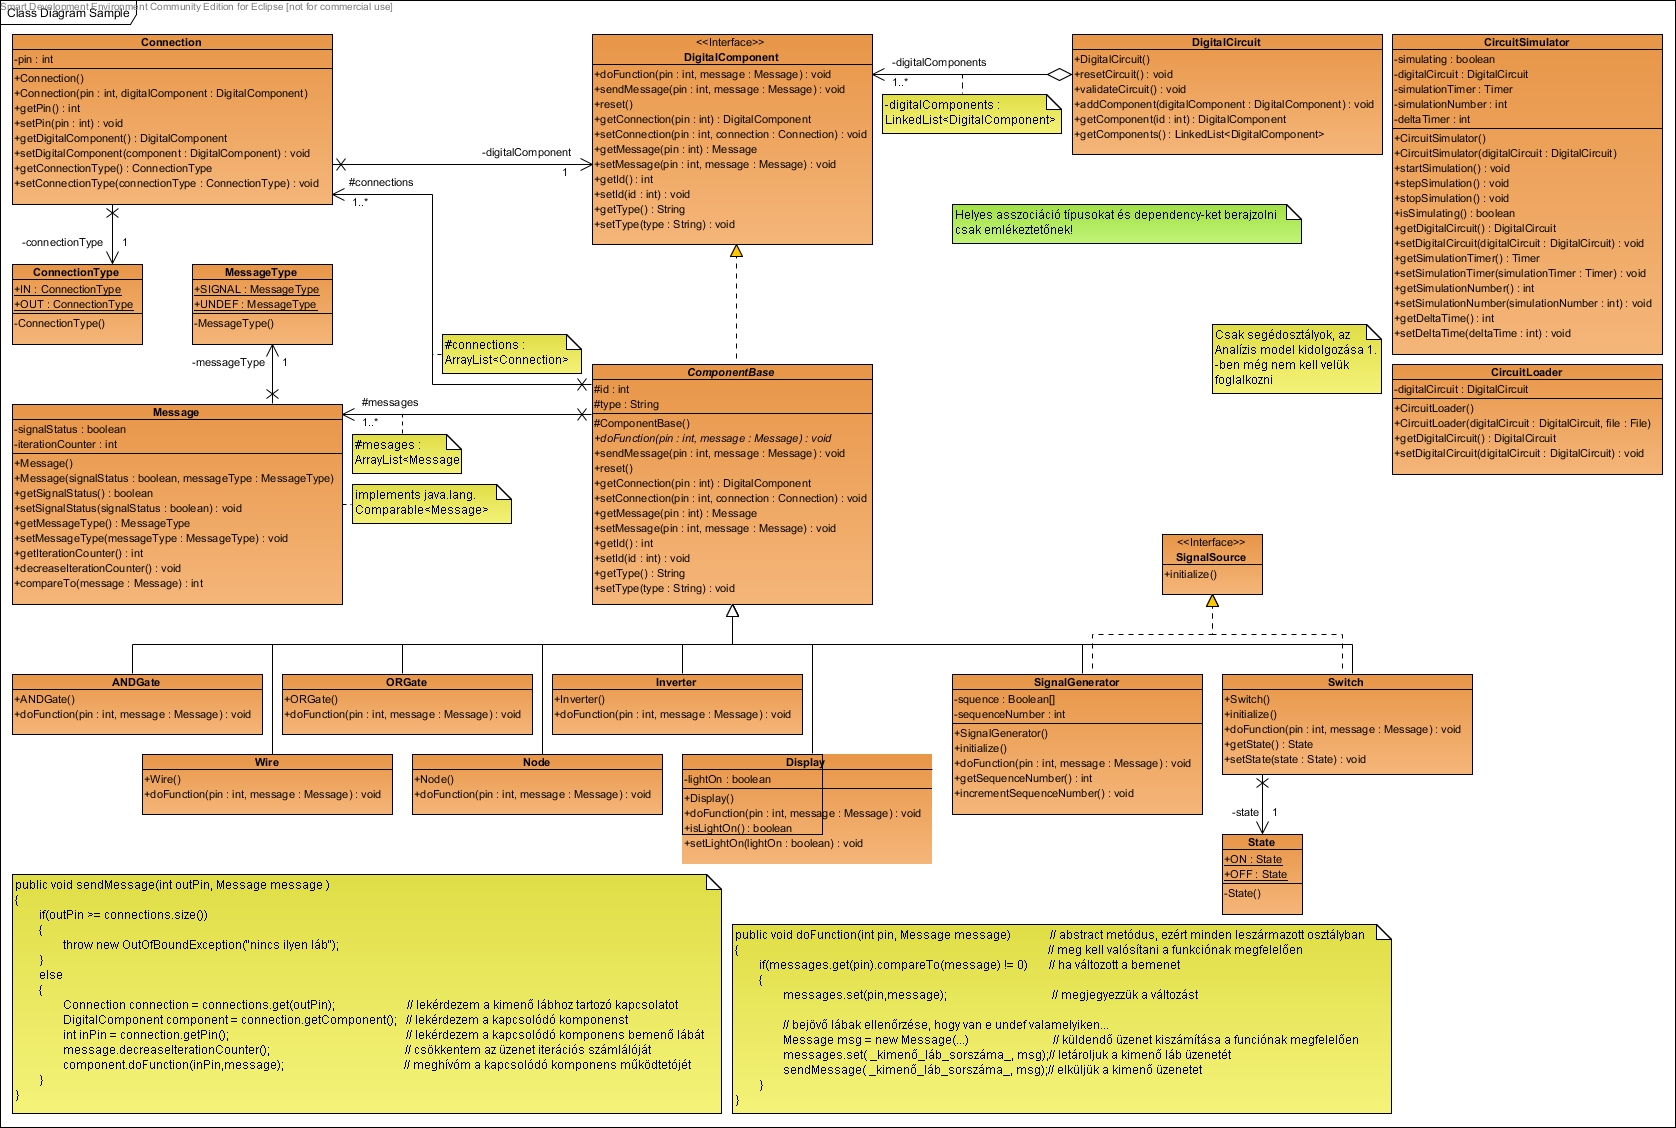 Smart Development Environment Community Edition for Eclipse [not for commercial use]
Class Diagram Sample
Connection
-pin : int
+Connection()
+Connection(pin : int, digitalComponent : DigitalComponent)
+getPin() : int
+setPin(pin : int) : void
+getDigitalComponent() : DigitalComponent
+setDigitalComponent(component : DigitalComponent) : void
+getConnectionType() : ConnectionType
+setConnectionType(connectionType : ConnectionType) : void
-digitalComponent
1
#connections
1..*
-connectionType
1
<<Interface>>
DigitalComponent
+doFunction(pin : int, message : Message) : void
+sendMessage(pin : int, message : Message) : void
+reset()
+getConnection(pin : int) : DigitalComponent
+setConnection(pin : int, connection : Connection) : void
+getMessage(pin : int) : Message
+setMessage(pin : int, message : Message) : void
+getId() : int
+setId(id : int) : void
+getType() : String
+setType(type : String) : void
-digitalComponents
1..*
-digitalComponents :
LinkedList<DigitalComponent>
DigitalCircuit
+DigitalCircuit()
+resetCircuit() : void
+validateCircuit() : void
+addComponent(digitalComponent : DigitalComponent) : void
+getComponent(id : int) : DigitalComponent
+getComponents() : LinkedList<DigitalComponent>
CircuitSimulator
-simulating : boolean
-digitalCircuit : DigitalCircuit
-simulationTimer : Timer
-simulationNumber : int
-deltaTimer : int
+CircuitSimulator()
+CircuitSimulator(digitalCircuit : DigitalCircuit)
+startSimulation() : void
+stepSimulation() : void
+stopSimulation() : void
+isSimulating() : boolean
+getDigitalCircuit() : DigitalCircuit
+setDigitalCircuit(digitalCircuit : DigitalCircuit) : void
+getSimulationTimer() : Timer
+setSimulationTimer(simulationTimer : Timer) : void
+getSimulationNumber() : int
+setSimulationNumber(simulationNumber : int) : void
+getDeltaTime() : int
+setDeltaTime(deltaTime : int) : void
Helyes asszociáció típusokat és dependency-ket berajzolni
csak emlékeztetőnek!
Csak segédosztályok, az
Analízis model kidolgozása 1.
-ben még nem kell velük
foglalkozni
CircuitLoader
-digitalCircuit : DigitalCircuit
+CircuitLoader()
+CircuitLoader(digitalCircuit : DigitalCircuit, file : File)
+getDigitalCircuit() : DigitalCircuit
+setDigitalCircuit(digitalCircuit : DigitalCircuit) : void
ConnectionType
+IN : ConnectionType
+OUT : ConnectionType
-ConnectionType()
MessageType
+SIGNAL : MessageType
+UNDEF : MessageType
-MessageType()
-messageType
1
#connections :
ArrayList<Connection>
Message
-signalStatus : boolean
-iterationCounter : int
+Message()
+Message(signalStatus : boolean, messageType : MessageType)
+getSignalStatus() : boolean
+setSignalStatus(signalStatus : boolean) : void
+getMessageType() : MessageType
+setMessageType(messageType : MessageType) : void
+getIterationCounter() : int
+decreaseIterationCounter() : void
+compareTo(message : Message) : int
#messages
1..*
#mesages :
ArrayList<Message
implements java.lang.
Comparable<Message>
ComponentBase
#id : int
#type : String
#ComponentBase()
+doFunction(pin : int, message : Message) : void
+sendMessage(pin : int, message : Message) : void
+reset()
+getConnection(pin : int) : DigitalComponent
+setConnection(pin : int, connection : Connection) : void
+getMessage(pin : int) : Message
+setMessage(pin : int, message : Message) : void
+getId() : int
+setId(id : int) : void
+getType() : String
+setType(type : String) : void
<<Interface>>
SignalSource
+initialize()
ANDGate
+ANDGate()
+doFunction(pin : int, message : Message) : void
ORGate
+ORGate()
+doFunction(pin : int, message : Message) : void
Inverter
+Inverter()
+doFunction(pin : int, message : Message) : void
SignalGenerator
-squence : Boolean[]
-sequenceNumber : int
+SignalGenerator()
+initialize()
+doFunction(pin : int, message : Message) : void
+getSequenceNumber() : int
+incrementSequenceNumber() : void
Switch
+Switch()
+initialize()
+doFunction(pin : int, message : Message) : void
+getState() : State
+setState(state : State) : void
Wire
+Wire()
+doFunction(pin : int, message : Message) : void
Node
+Node()
+doFunction(pin : int, message : Message) : void
Display
-lightOn : boolean
+Display()
+doFunction(pin : int, message : Message) : void
+isLightOn() : boolean
+setLightOn(lightOn : boolean) : void
-state
1
State
+ON : State
+OFF : State
-State()
public void sendMessage(int outPin, Message message )
{
if(outPin >= connections.size())
{
throw new OutOfBoundException("nincs ilyen láb");
}
else
{
Connection connection = connections.get(outPin); // lekérdezem a kimenő lábhoz tartozó kapcsolatot
DigitalComponent component = connection.getComponent(); // lekérdezem a kapcsolódó komponenst
int inPin = connection.getPin(); // lekérdezem a kapcsolódó komponens bemenő lábát
message.decreaseIterationCounter(); // csökkentem az üzenet iterációs számlálóját
component.doFunction(inPin,message); // meghívóm a kapcsolódó komponens működtetőjét
}
}
public void doFunction(int pin, Message message) // abstract metódus, ezért minden leszármazott osztályban
{ // meg kell valósítani a funkciónak megfelelően
if(messages.get(pin).compareTo(message) != 0) // ha változott a bemenet
{
messages.set(pin,message); // megjegyezzük a változást
// bejövő lábak ellenőrzése, hogy van e undef valamelyiken...
Message msg = new Message(...) // küldendő üzenet kiszámítása a funciónak megfelelően
messages.set( _kimenő_láb_sorszáma_, msg);// letároljuk a kimenő láb üzenetét
sendMessage( _kimenő_láb_sorszáma_, msg);// elküljük a kimenő üzenetet
}
}